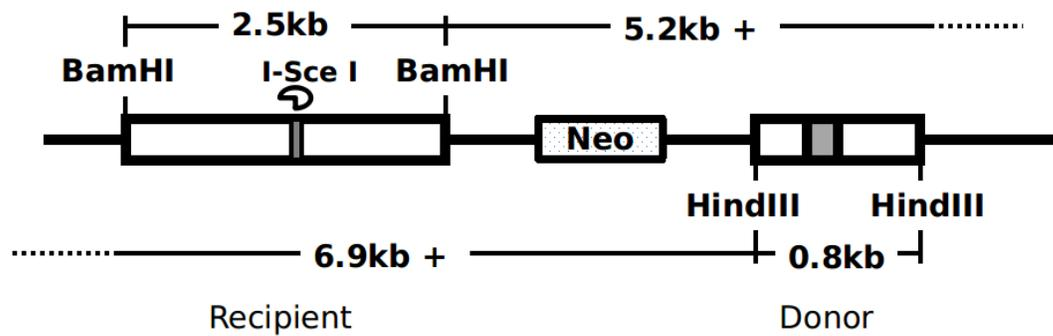 2.5kb
5.2kb +
BamHI
I-Sce I
BamHI
Neo
HindIII
HindIII
6.9kb +
0.8kb
Recipient
Donor